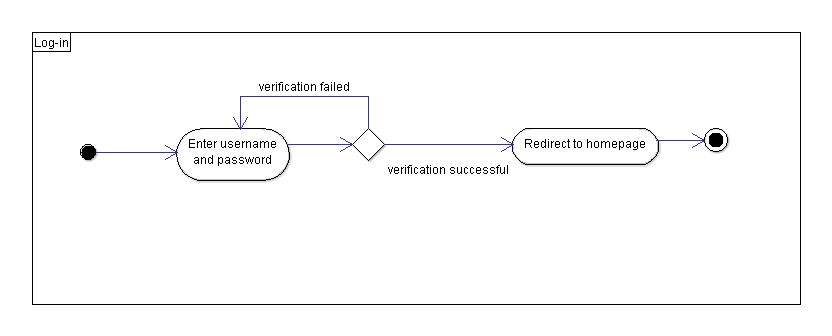 Log-in
verification failed
Enter username
and password
Redirect to homepage
verification successful